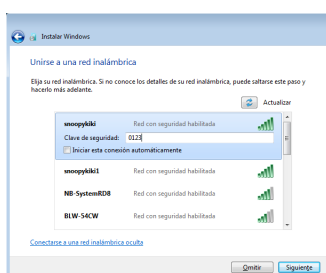 Instalar Windows
Unirse a una red inalámbrica
Elija su red inalámbrica. Si no conoce los detalles de su red inalámbrica, puede saltarse este paso y
hacerlo más adelante.
Actualizar
snoopykiki Red con seguridad habilitada
Clave de seguridad: 0123
Iniciar esta conexión automáticamente
snoopykiki1 Red con seguridad habilitada
NB-SystemRD8 Red con seguridad habilitada
BLW-54CW Red con seguridad habilitada
Conectarse a una red inalámbrica oculta
Omitir Siguiente